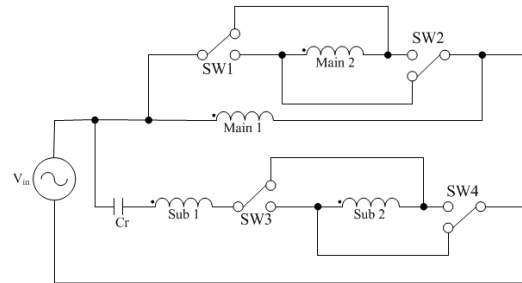 SW2
SW1
Main 2
Main 1
Vin
SW4
Sub 1
SW3
Sub 2
Cr